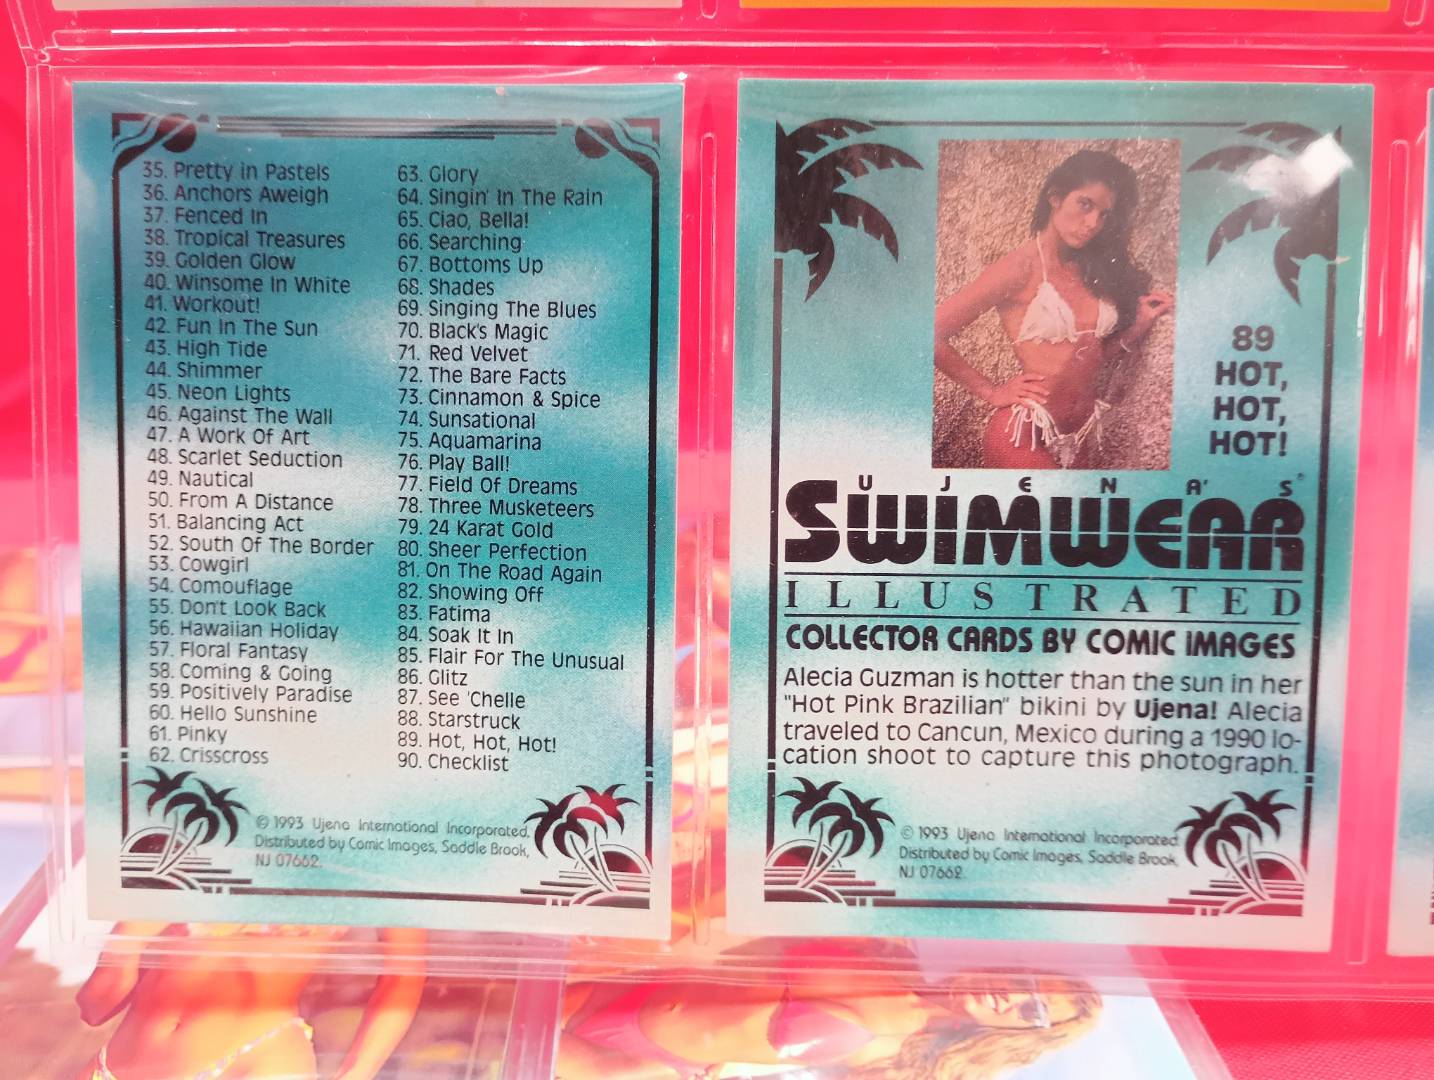 35. Pretty in Pastels
36. Anchors Aweigh
37. Fenced In
38. Tropical Treasures
39. Golden Glow
40. Winsome In White
41. Workout!
42. Fun In The Sun
43. High Tide
44. Shimmer
45. Neon Lights
46. Against The Wall
47. A Work Of Art
48. Scarlet Seduction
49. Nautical
50. From A Distance
51. Balancing Act
52. South Of The Border
53. Cowgirl
54. Comouflage
55. Don't Look Back
56. Hawaiian Holiday
57. Floral Fantasy
58. Coming & Going
59. Positively Paradise
60. Hello Sunshine
61. Pinky
62. Crisscross
63. Glory
64. Singin' In The Rain
65. Ciao, Bella!
66. Searching
67. Bottoms Up
68. Shades
69. Singing The Blues
70. Black's Magic
71. Red Velvet
72. The Bare Facts
73. Cinnamon & Spice
74. Sunsational
75. Aquamarina
76. Play Ball!
77. Field Of Dreams
78. Three Musketeers
79. 24 Karat Gold
80. Sheer Perfection
81. On The Road Again
82. Showing Off
83. Fatima
84. Soak It In
85. Flair For The Unusual
86. Glitz
87. See 'Chelle
88. Starstruck
89. Hot, Hot, Hot!
90. Checklist
© 1993 Ujena International Incorporated.
Distributed by Comic Images, Saddle Brook,
NJ 07662.
89
HOT,
HOT,
HOT!
UJENA'S®
SWIMWEAR
ILLUSTRATED
COLLECTOR CARDS BY COMIC IMAGES
Alecia Guzman is hotter than the sun in her
"Hot Pink Brazilian" bikini by Ujena! Alecia
traveled to Cancun, Mexico during a 1990 lo-
cation shoot to capture this photograph.
© 1993 Ujena International Incorporated.
Distributed by Comic Images, Saddle Brook,
NJ 07662.